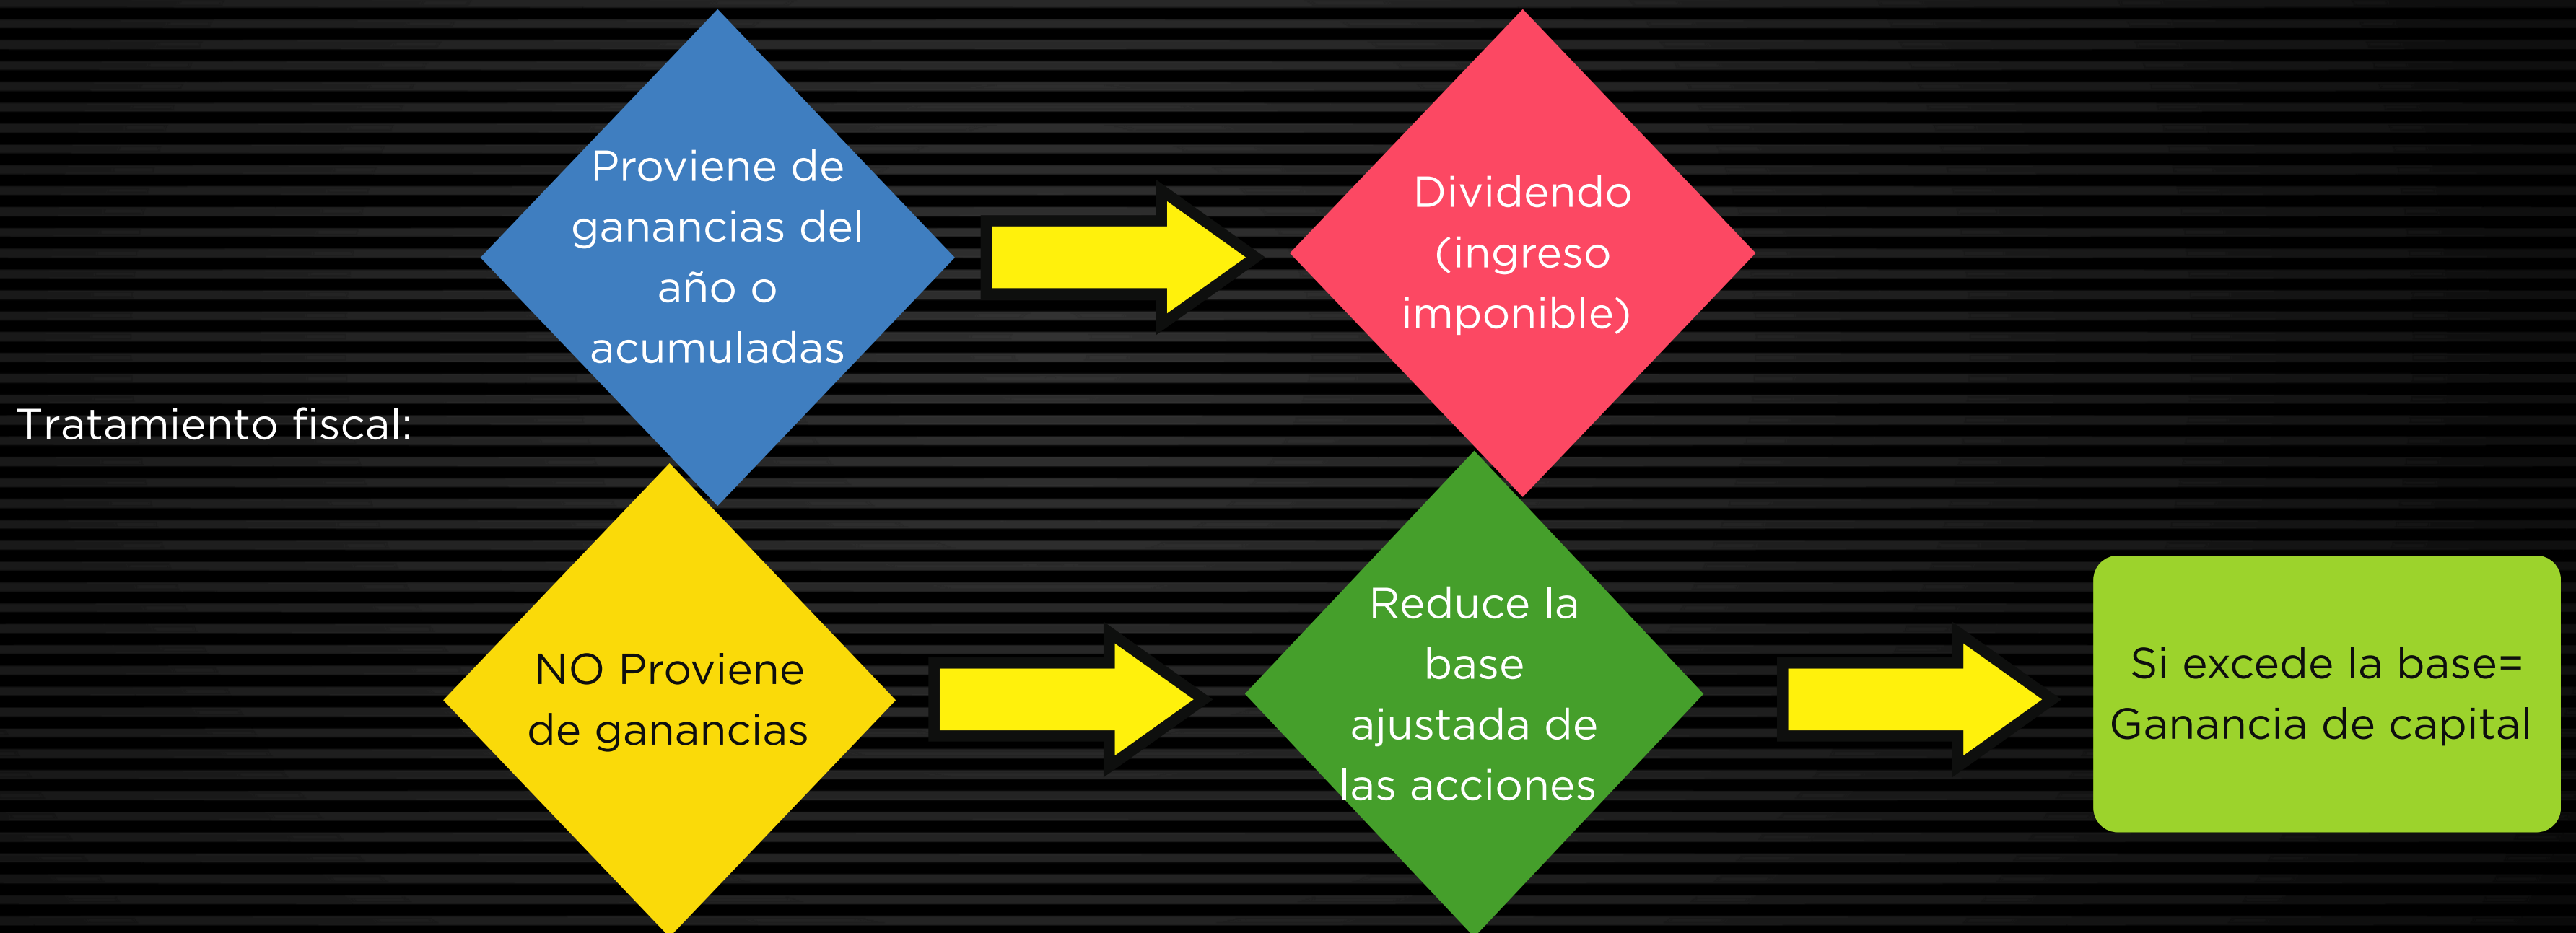 Tratamiento fiscal:
Proviene de
ganancias del
año o
acumuladas
Dividendo
(ingreso
imponible)
NO Proviene
de ganancias
Reduce la
base
ajustada de
las acciones
Si excede la base=
Ganancia de capital